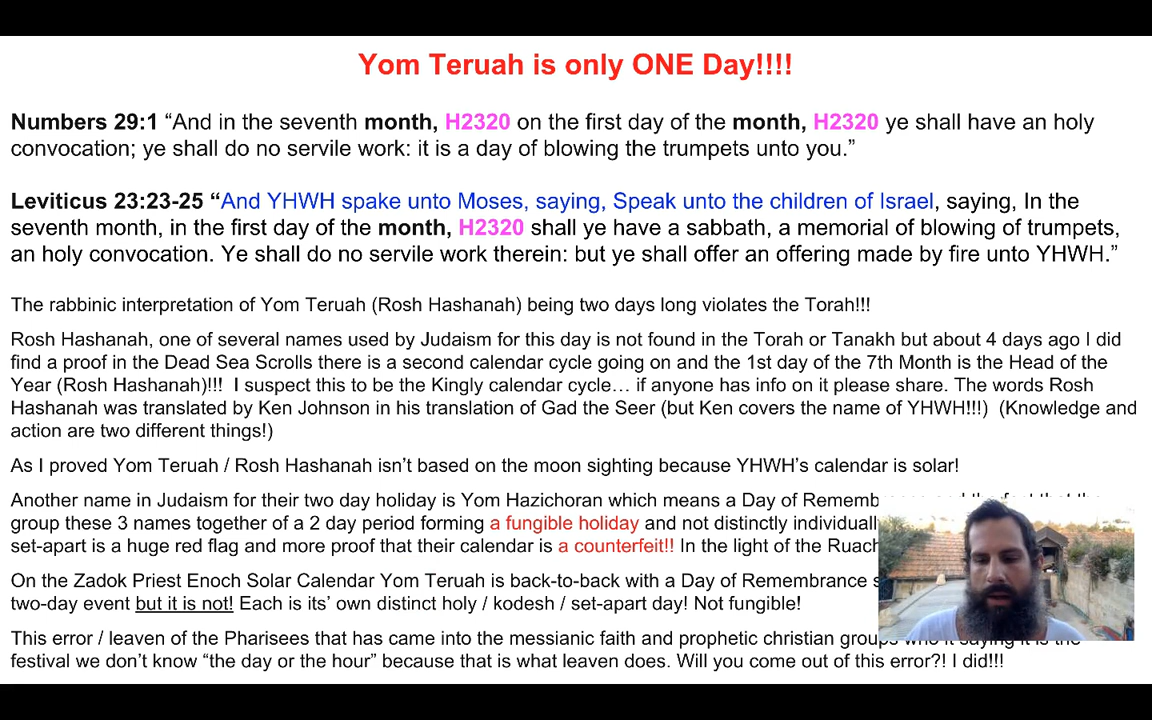 Yom Teruah is only ONE Day!!!!
Numbers 29:1 “And in the seventh month, H2320 on the first day of the month, H2320 ye shall have an holy
convocation; ye shall do no servile work: it is a day of blowing the trumpets unto you.”
Leviticus 23:23-25 “And YHWH spake unto Moses, saying, Speak unto the children of Israel, saying, In the
seventh month, in the first day of the month, H2320 shall ye have a sabbath, a memorial of blowing of trumpets,
an holy convocation. Ye shall do no servile work therein: but ye shall offer an offering made by fire unto YHWH.”
The rabbinic interpretation of Yom Teruah (Rosh Hashanah) being two days long violates the Torah!!!
Rosh Hashanah, one of several names used by Judaism for this day is not found in the Torah or Tanakh but about 4 days ago I did
find a proof in the Dead Sea Scrolls there is a second calendar cycle going on and the 1st day of the 7th Month is the Head of the
Year (Rosh Hashanah)!!! I suspect this to be the Kingly calendar cycle… if anyone has info on it please share. The words Rosh
Hashanah was translated by Ken Johnson in his translation of Gad the Seer (but Ken covers the name of YHWH!!!) (Knowledge and
action are two different things!)
As I proved Yom Teruah / Rosh Hashanah isn’t based on the moon sighting because YHWH’s calendar is solar!
Another name in Judaism for their two day holiday is Yom Hazichoran which means a Day of
group these 3 names together of a 2 day period forming a fungible holiday and not distinctly
set-apart is a huge red flag and more proof that their calendar is a counterfeit!! In the light of the Ruach
On the Zadok Priest Enoch Solar Calendar Yom Teruah is back-to-back with a Day of Remembrance
two-day event but it is not! Each is its’ own distinct holy / kodesh / set-apart day! Not fungible!
This error / leaven of the Pharisees that has came into the messianic faith and prophetic christian
festival we don’t know “the day or the hour” because that is what leaven does. Will you come out of this error?! I did!!!